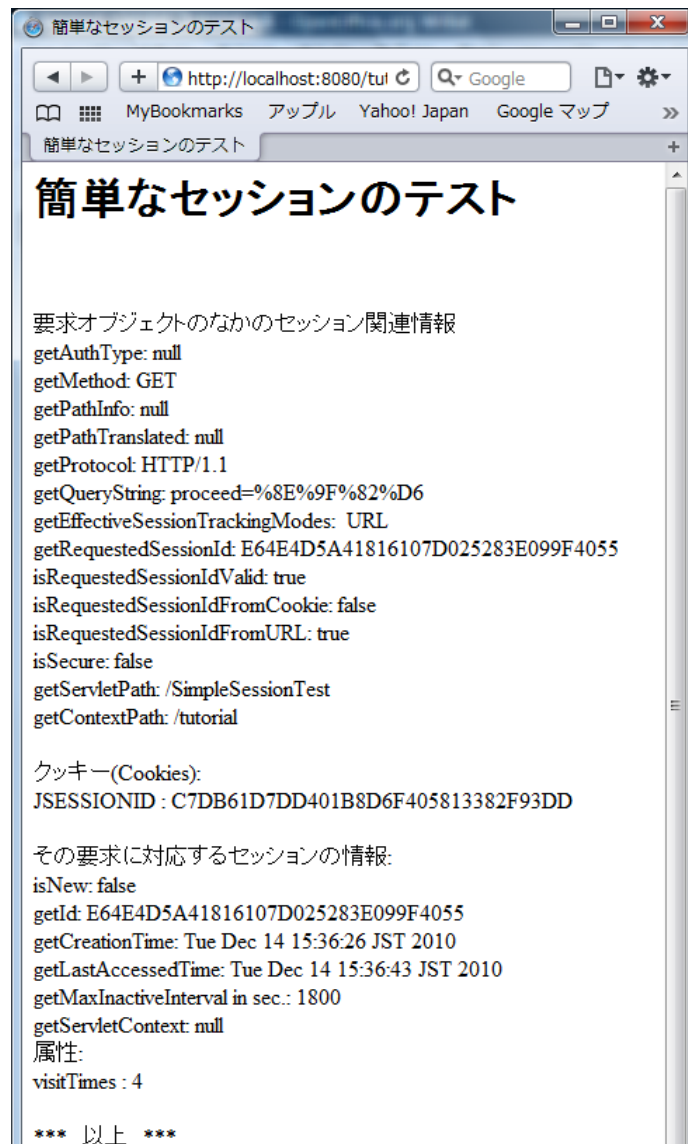 簡単なセッションのテスト
http://localhost:8080/tut
Google
MyBookmarks アップル Yahoo! Japan Google マップ
簡単なセッションのテスト
簡単なセッションのテスト
要求オブジェクトのなかのセッション関連情報
getAuthType: null
getMethod: GET
getPathInfo: null
getPathTranslated: null
getProtocol: HTTP/1.1
getQueryString: proceed=%8E%9F%82%D6
getEffectiveSessionTrackingModes: URL
getRequestedSessionId: E64E4D5A41816107D025283E099F4055
isRequestedSessionIdValid: true
isRequestedSessionIdFromCookie: false
isRequestedSessionIdFromURL: true
isSecure: false
getServletPath: /SimpleSessionTest
getContextPath: /tutorial
クッキー(Cookies):
JSESSIONID : C7DB61D7DD401B8D6F405813382F93DD
その要求に対応するセッションの情報:
isNew: false
getId: E64E4D5A41816107D025283E099F4055
getCreationTime: Tue Dec 14 15:36:26 JST 2010
getLastAccessedTime: Tue Dec 14 15:36:43 JST 2010
getMaxInactiveInterval in sec.: 1800
getServletContext: null
属性:
visitTimes : 4
*** 以上 ***